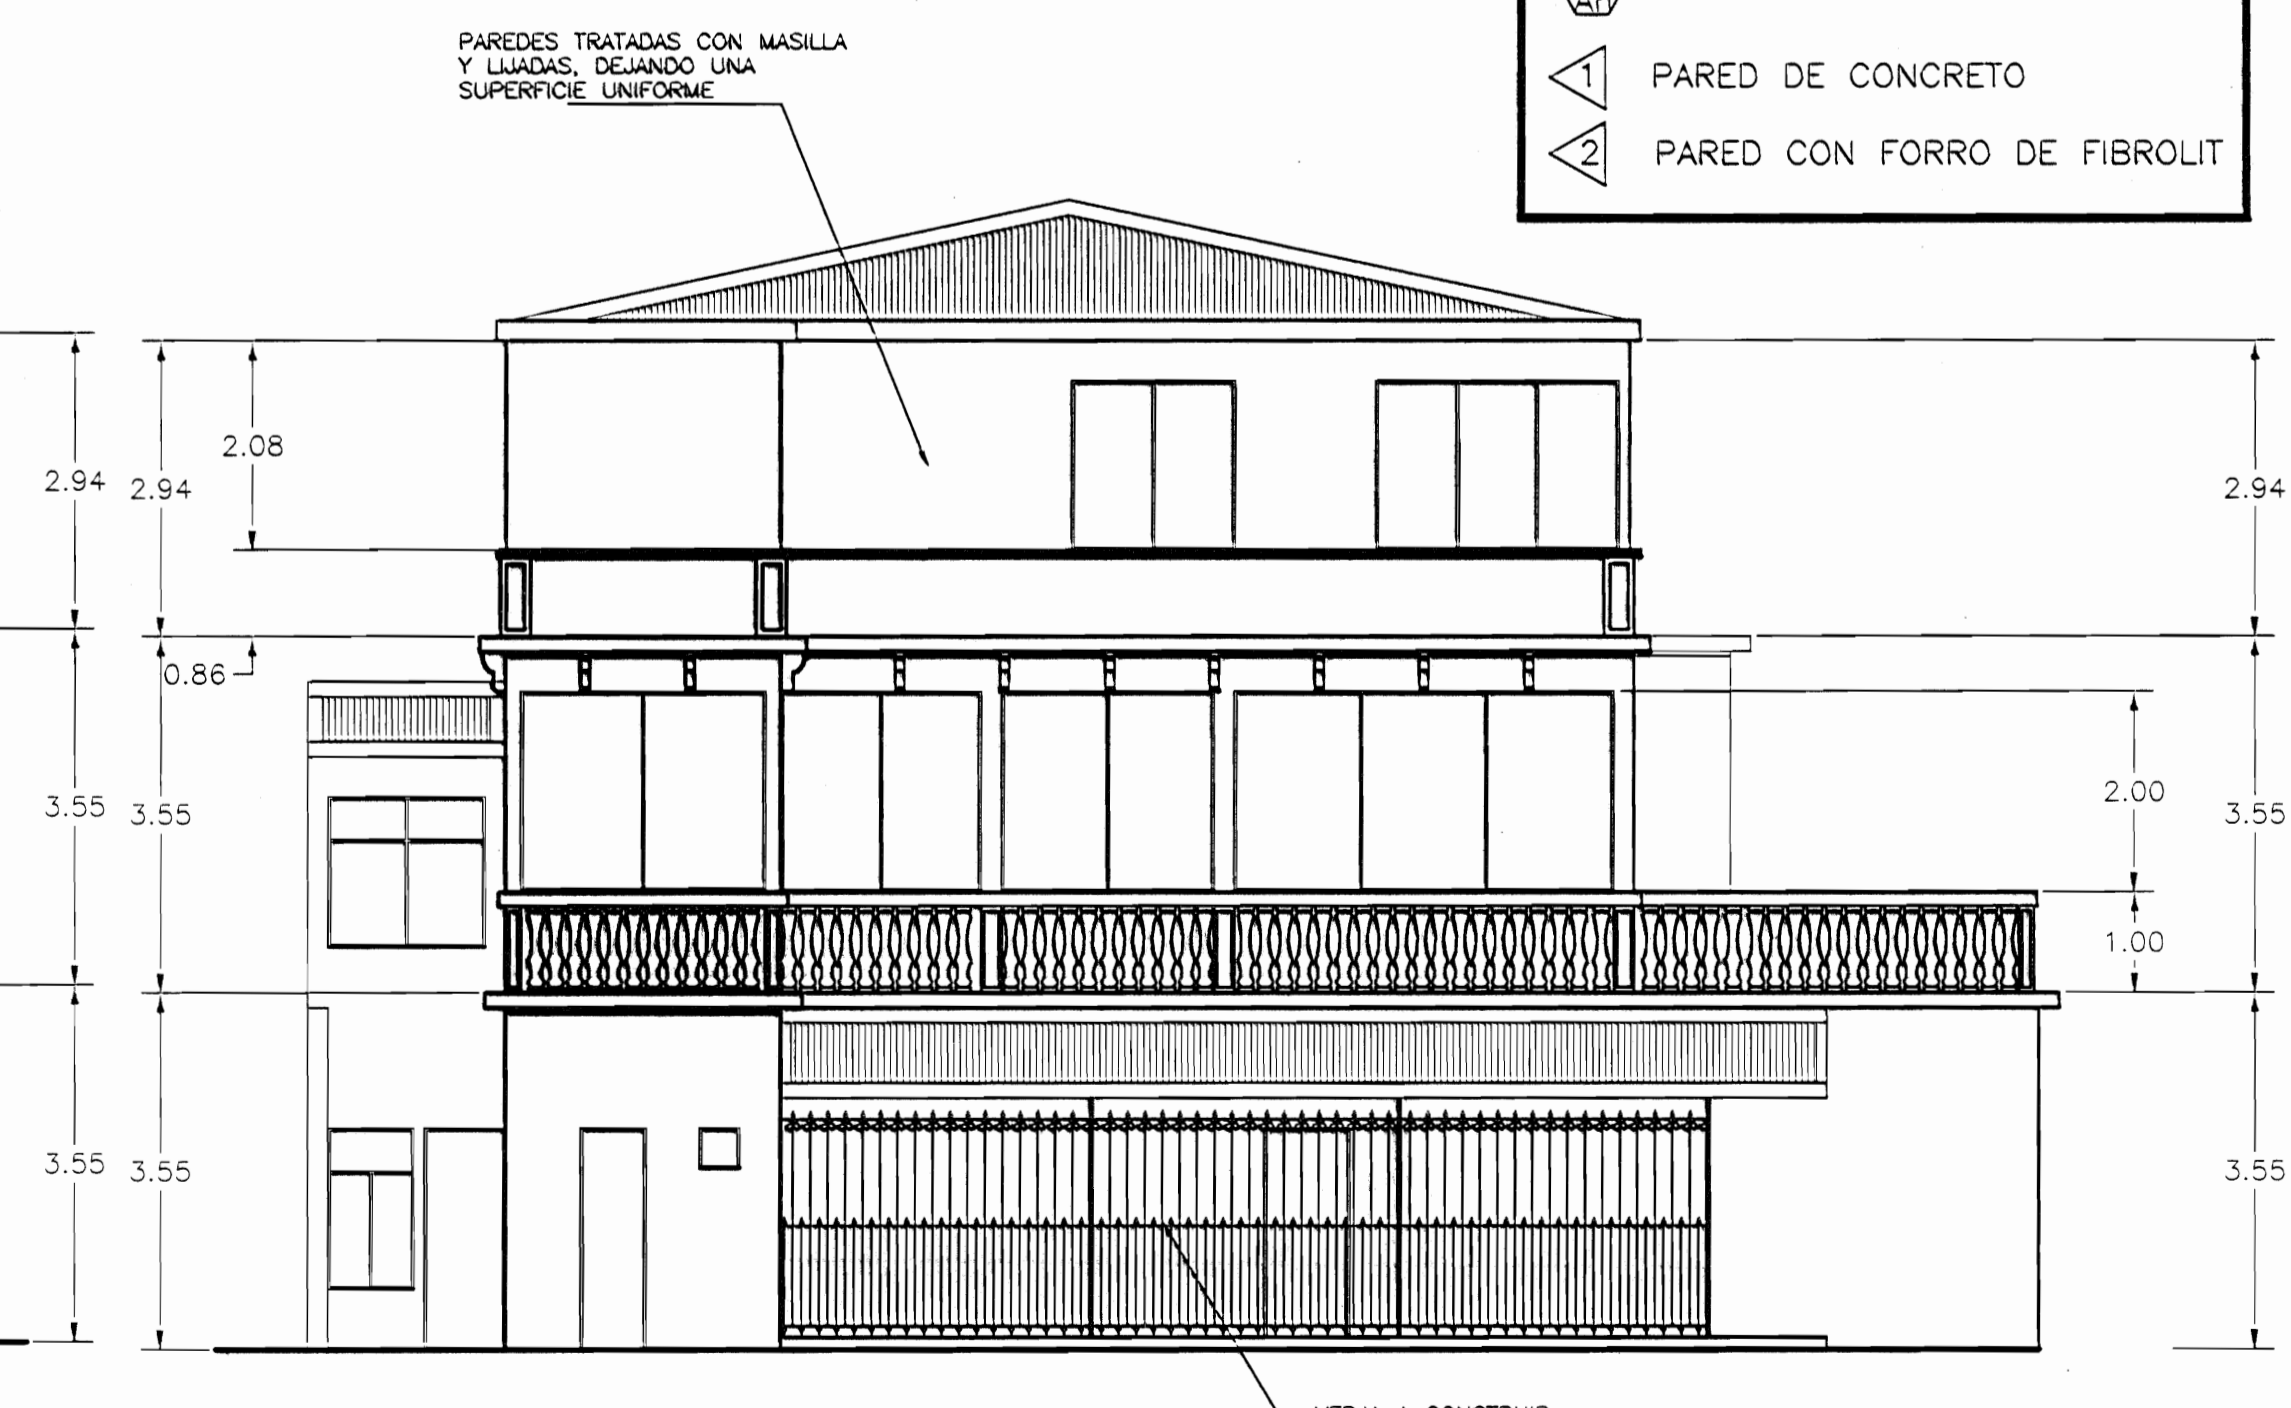 PAREDES TRATADAS CON MASILLA
Y LIJADAS, DEJANDO UNA
SUPERFICIE UNIFORME
AH
1 PARED DE CONCRETO
2 PARED CON FORRO DE FIBROLIT
2.08
2.94
2.94
2.94
0.86
2.00
3.55
3.55
3.55
1.00
3.55
3.55
3.55